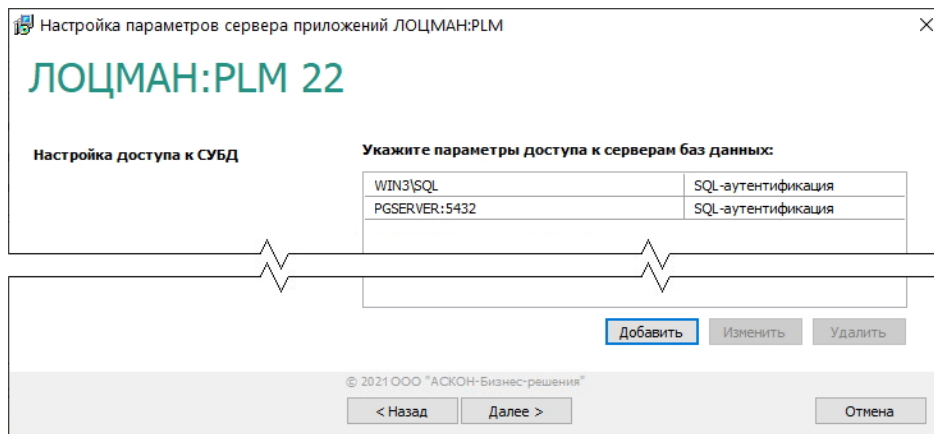 Настройка параметров сервера приложений ЛОЦМАН:PLM
ЛОЦМАН:PLM 22
Настройка доступа к СУБД
Укажите параметры доступа к серверам баз данных:
WIN3\SQL SQL-аутентификация
PGSERVER:5432 SQL-аутентификация
Добавить Изменить Удалить
© 2021 ООО "АСКОН-Бизнес-решения"
< Назад Далее > Отмена